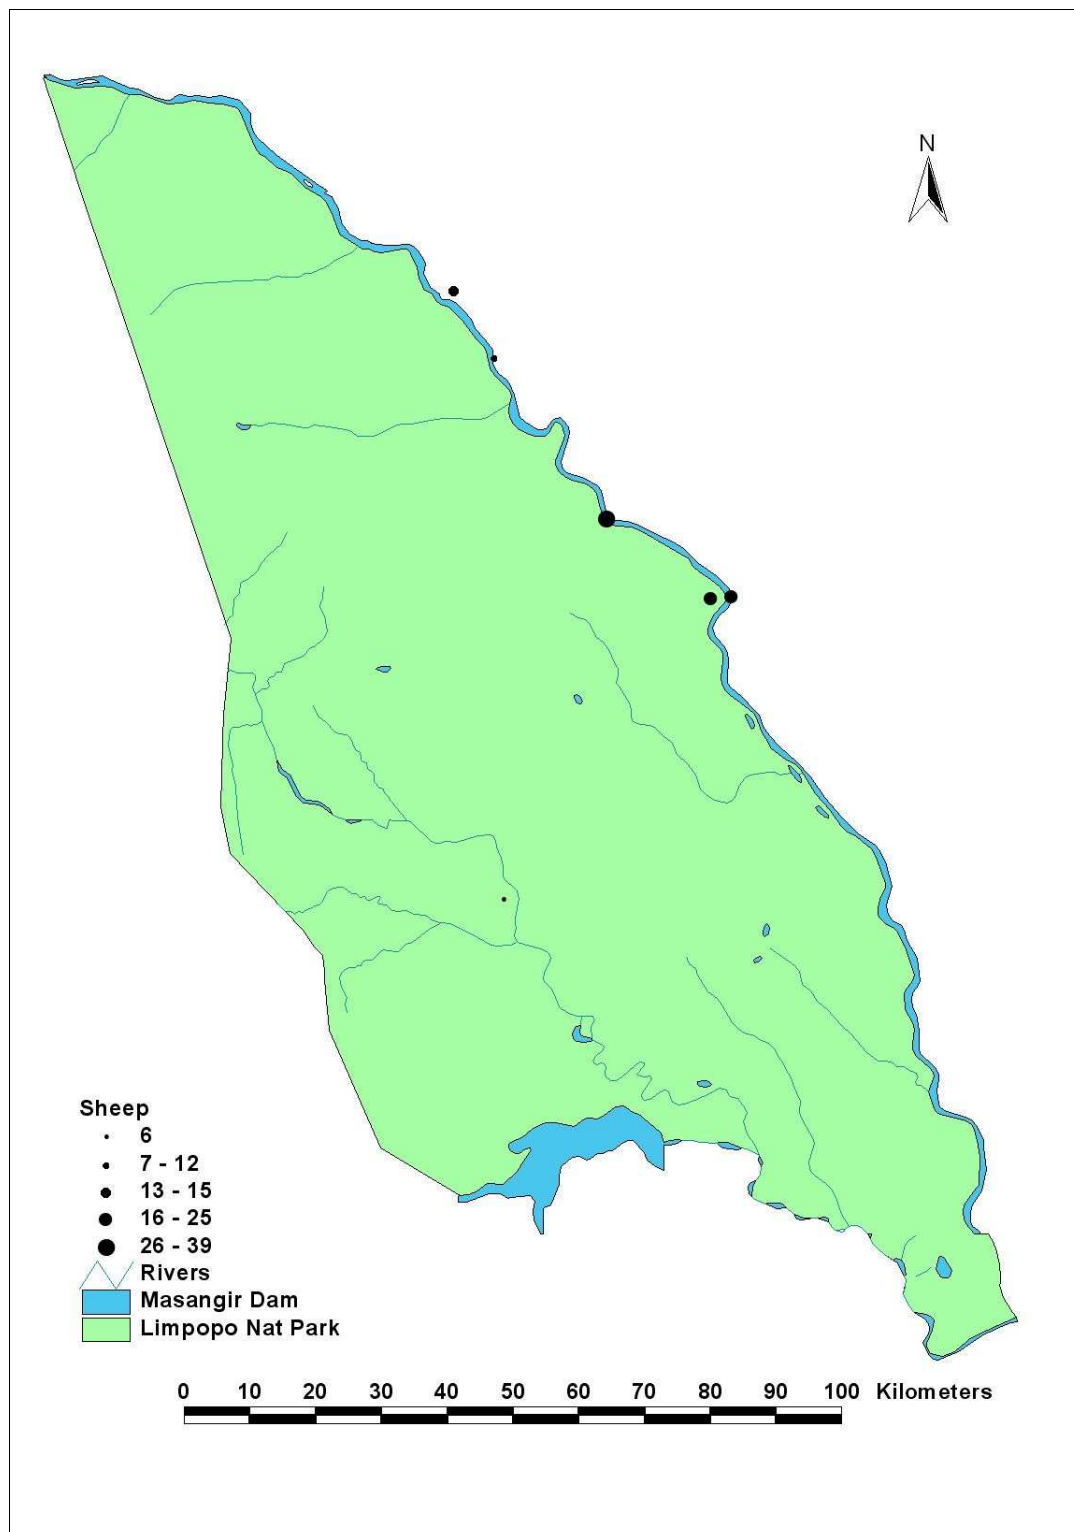 N
Sheep
6
7 - 12
13 - 15
16 - 25
26 - 39
Rivers
Masangir Dam
Limpopo Nat Park
0 10 20 30 40 50 60 70 80 90 100 Kilometers